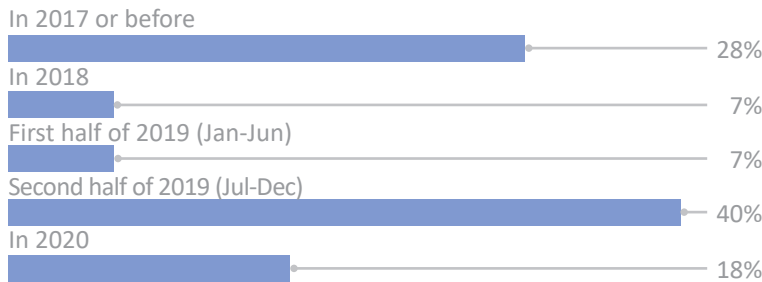 In 2017 or before
28%
In 2018
7%
First half of 2019 (Jan-Jun)
7%
Second half of 2019 (Jul-Dec)
40%
In 2020
18%